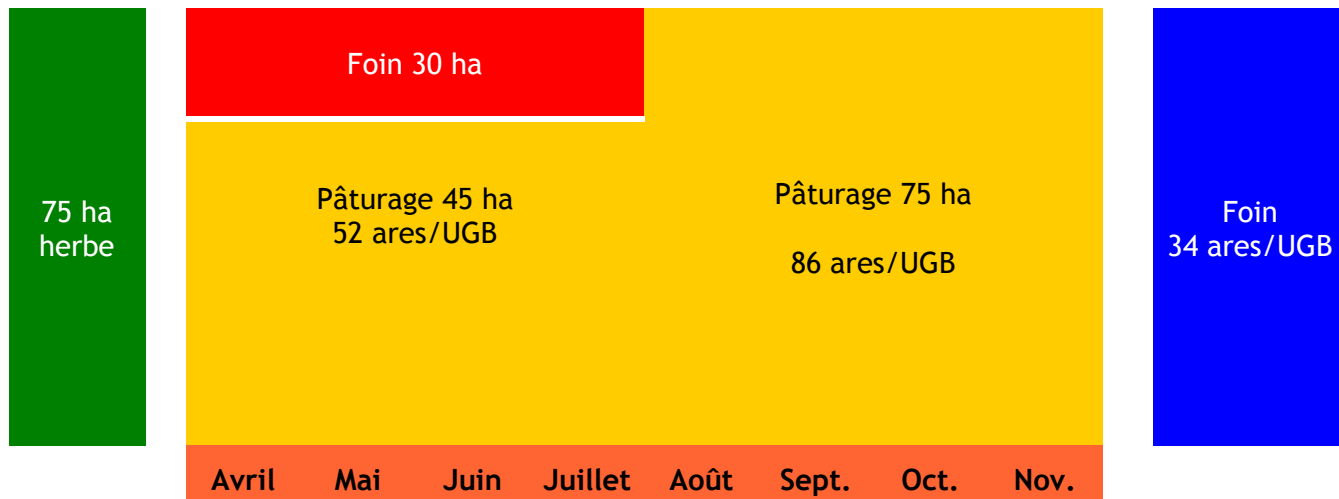 75 ha
herbe
Foin 30 ha
Pâturage 45 ha
52 ares/UGB
Pâturage 75 ha
86 ares/UGB
Foin
34 ares/UGB
Avril Mai Juin Juillet Août Sept. Oct. Nov.